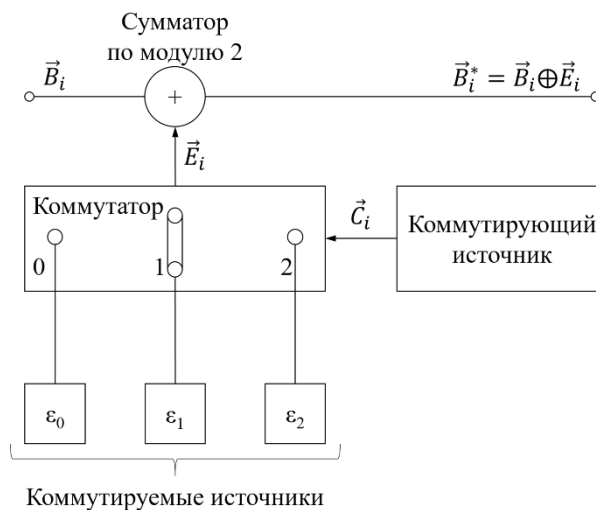 Сумматор
по модулю 2
B⃗ᵢ
+
B⃗ᵢ* = B⃗ᵢ⊕E⃗ᵢ
E⃗ᵢ
Коммутатор
C⃗ᵢ
Коммутирующий
источник
0
1
2
ε₀
ε₁
ε₂
Коммутируемые источники